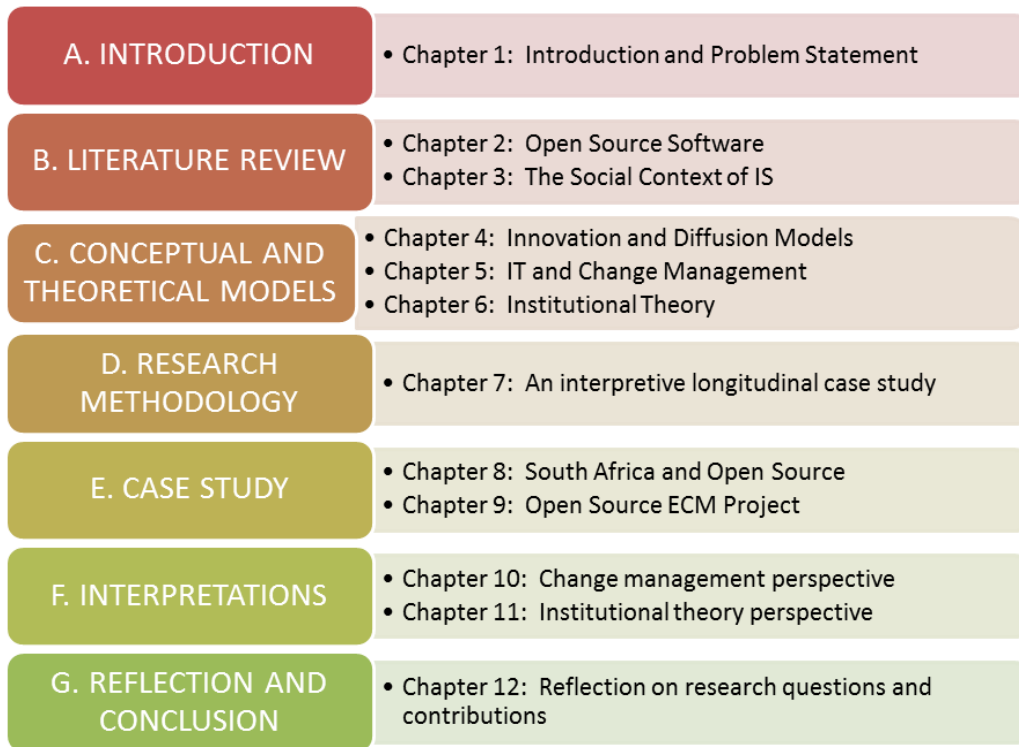 A. INTRODUCTION
• Chapter 1: Introduction and Problem Statement
B. LITERATURE REVIEW
• Chapter 2: Open Source Software
• Chapter 3: The Social Context of IS
C. CONCEPTUAL AND
THEORETICAL MODELS
• Chapter 4: Innovation and Diffusion Models
• Chapter 5: IT and Change Management
• Chapter 6: Institutional Theory
D. RESEARCH
METHODOLOGY
• Chapter 7: An interpretive longitudinal case study
E. CASE STUDY
• Chapter 8: South Africa and Open Source
• Chapter 9: Open Source ECM Project
F. INTERPRETATIONS
• Chapter 10: Change management perspective
• Chapter 11: Institutional theory perspective
G. REFLECTION AND
CONCLUSION
• Chapter 12: Reflection on research questions and
contributions